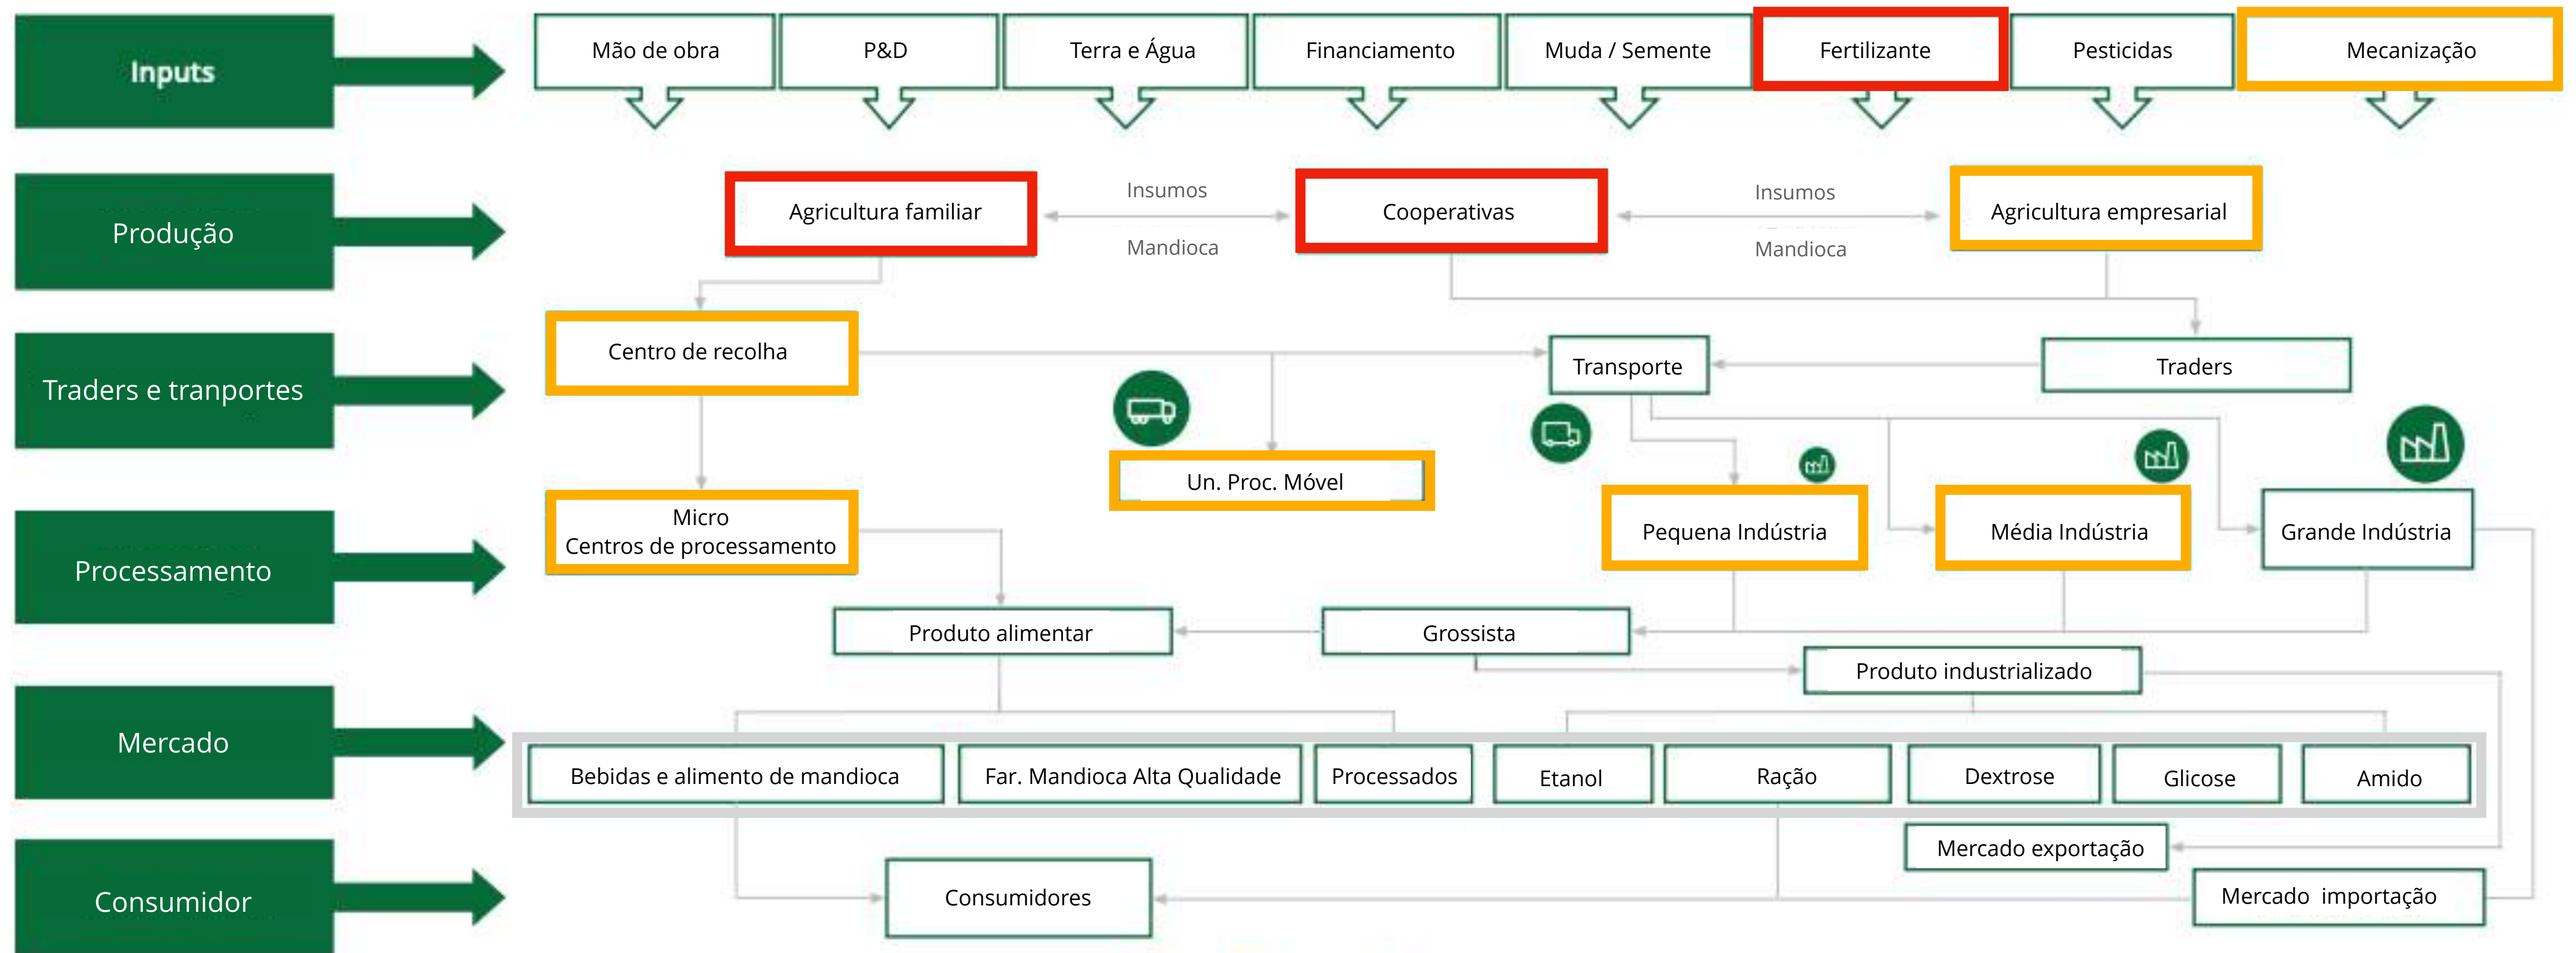 Inputs
Mão de obra
P&D
Terra e Água
Financiamento
Muda / Semente
Fertilizante
Pesticidas
Mecanização
Produção
Agricultura familiar
Insumos
Mandioca
Cooperativas
Insumos
Mandioca
Agricultura empresarial
Traders e tranportes
Centro de recolha
Transporte
Traders
Un. Proc. Móvel
Processamento
Micro
Centros de processamento
Pequena Indústria
Média Indústria
Grande Indústria
Produto alimentar
Grossista
Produto industrializado
Mercado
Bebidas e alimento de mandioca
Far. Mandioca Alta Qualidade
Processados
Etanol
Ração
Dextrose
Glicose
Amido
Mercado exportação
Consumidor
Consumidores
Mercado importação